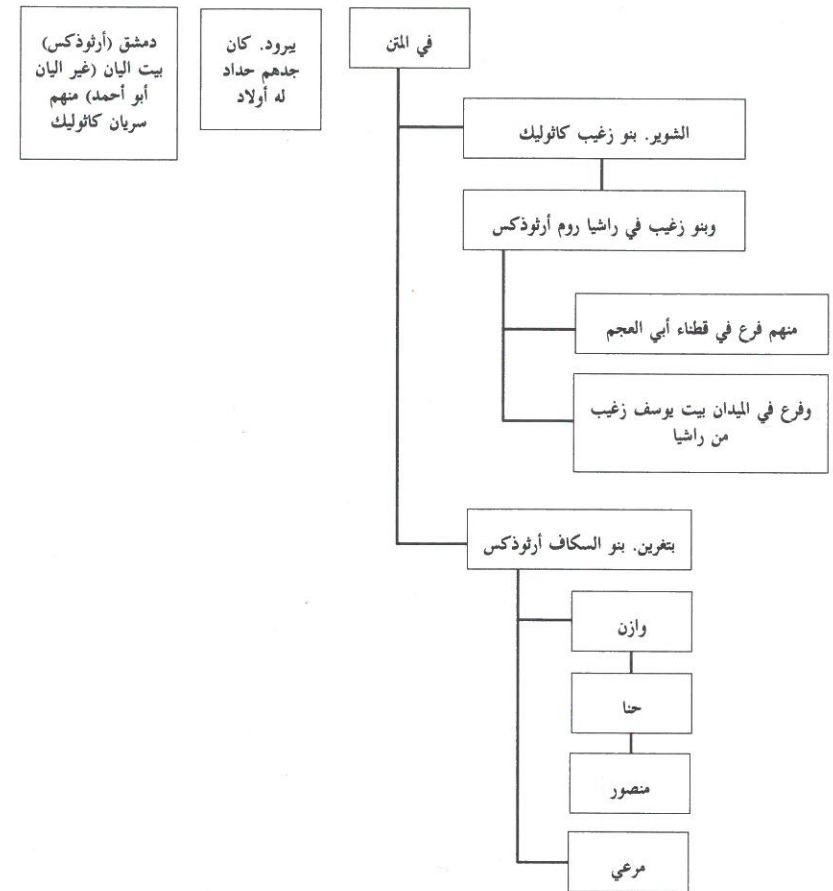 في المتن
يبرود. كان
جدهم حداد
له أولاد
دمشق (أرثوذكس)
بيت اليان (غير اليان
أبو أحمد) منهم
سريان كاثوليك
الشوير. بنو زغيب كاثوليك
وبنو زغيب في راشيا روم أرثوذكس
منهم فرع في قطناء أبي العجم
وفرع في الميدان بيت يوسف زغيب
من راشيا
بتغرين. بنو السكاف أرثوذكس
وازن
حنا
منصور
مرعي